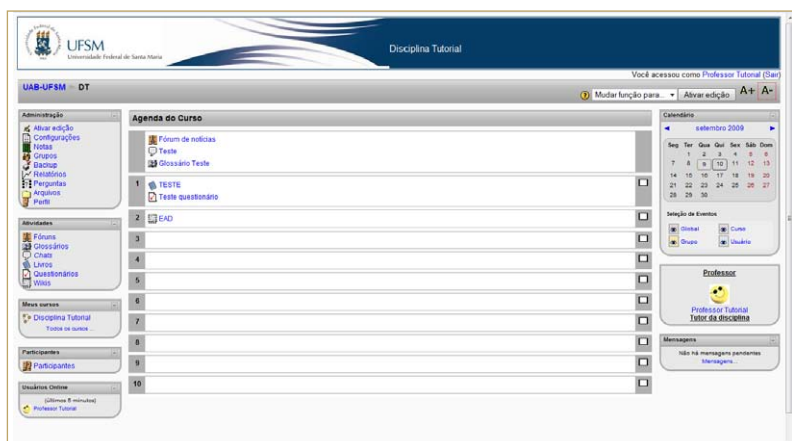 UFSM
Universidade Federal de Santa Maria
Disciplina Tutorial
Você acessou como Professor Tutorial (Sair)
UAB-UFSM DT
Mudar função para... Ativar edição A+ A-
Administração
Ativar edição
Configurações
Notas
Grupos
Backup
Relatórios
Perguntas
Arquivos
Perfil
Atividades
Fóruns
Glossários
Chats
Livros
Questionários
Wikis
Meus cursos
Disciplina Tutorial
Todos os cursos ...
Participantes
Participantes
Usuários Online
(últimos 5 minutos)
Professor Tutorial
Agenda do Curso
Fórum de notícias
Teste
Glossário Teste
1 TESTE
Teste questionário
2 EAD
3
4
5
6
7
8
9
10
Calendário
setembro 2009
Seg Ter Qua Qui Sex Sáb Dom
1 2 3 4 5 6
7 8 9 10 11 12 13
14 15 16 17 18 19 20
21 22 23 24 25 26 27
28 29 30
Seleção de Eventos
Global Curso
Grupo Usuário
Professor
Professor Tutorial
Tutor da disciplina
Mensagens
Não há mensagens pendentes
Mensagens...